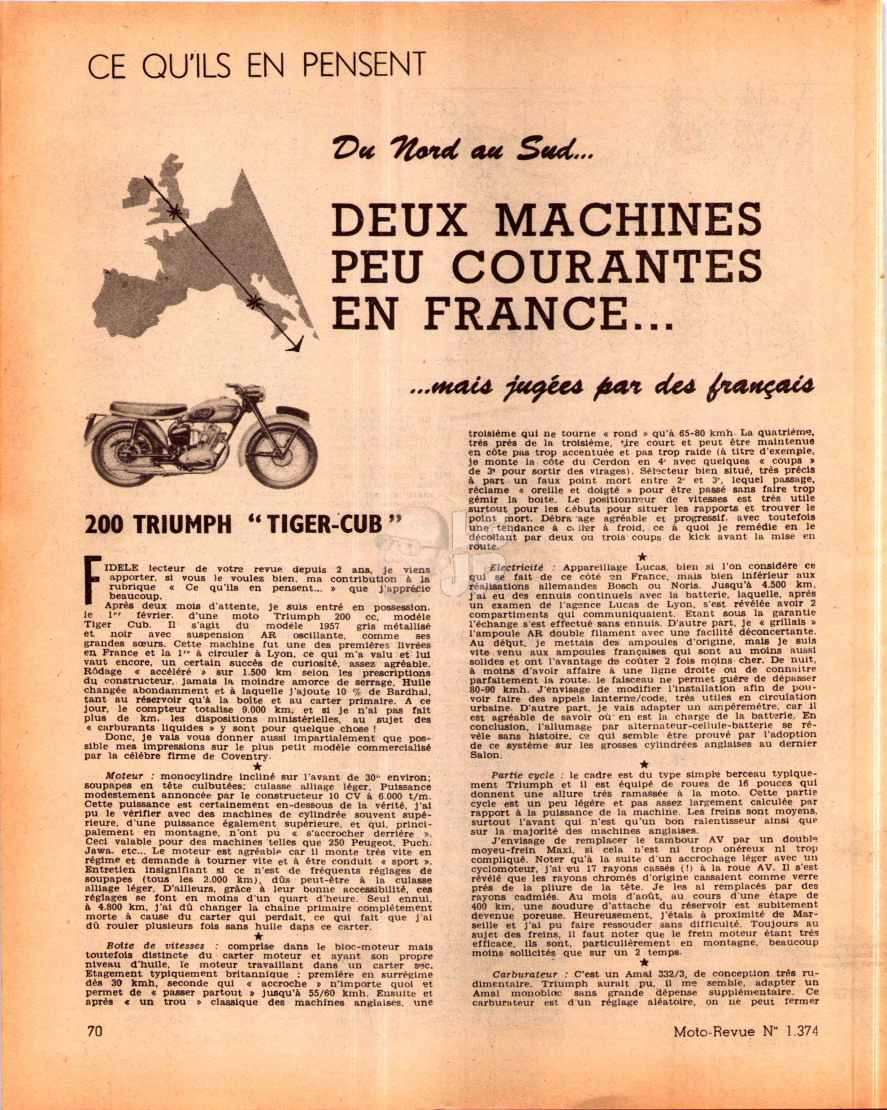 CE QU'ILS EN PENSENT
Du Nord au Sud...
DEUX MACHINES
PEU COURANTES
EN FRANCE...
...mais jugées par des français
200 TRIUMPH “ TIGER-CUB ”
FIDELE lecteur de votre revue depuis 2 ans, je viens
apporter, si vous le voulez bien, ma contribution à la
rubrique « Ce qu'ils en pensent... » que j'apprécie
beaucoup.
Après deux mois d'attente, je suis entré en possession,
le 1er février, d'une moto Triumph 200 cc, modèle
Tiger Cub. Il s'agit du modèle 1957 gris métallisé
et noir avec suspension AR oscillante, comme ses
grandes sœurs. Cette machine fut une des premières livrées
en France et la 1re à circuler à Lyon, ce qui m'a valu et lui
vaut encore, un certain succès de curiosité, assez agréable.
Rôdage « accéléré » sur 1.500 km selon les prescriptions
du constructeur, jamais la moindre amorce de serrage. Huile
changée abondamment et à laquelle j'ajoute 10 % de Bardhal,
tant au réservoir qu'à la boîte et au carter primaire. A ce
jour, le compteur totalise 9.000 km, et si je n'ai pas fait
plus de km, les dispositions ministérielles, au sujet des
« carburants liquides » y sont pour quelque chose !
Donc, je vais vous donner aussi impartialement que pos-
sible mes impressions sur le plus petit modèle commercialisé
par la célèbre firme de Coventry.
★
Moteur : monocylindre incliné sur l'avant de 30° environ;
soupapes en tête culbutées; culasse alliage léger. Puissance
modestement annoncée par le constructeur 10 CV à 6.000 t/m.
Cette puissance est certainement en-dessous de la vérité, j'ai
pu le vérifier avec des machines de cylindrée souvent supé-
rieure, d'une puissance également supérieure, et qui, princi-
palement en montagne, n'ont pu « s'accrocher derrière ».
Ceci valable pour des machines telles que 250 Peugeot, Puch,
Jawa, etc... Le moteur est agréable car il monte très vite en
régime et demande à tourner vite et à être conduit « sport ».
Entretien insignifiant si ce n'est de fréquents réglages de
soupapes (tous les 2.000 km), dûs peut-être à la culasse
alliage léger. D'ailleurs, grâce à leur bonne accessibilité, ces
réglages se font en moins d'un quart d'heure. Seul ennui,
à 4.800 km, j'ai dû changer la chaîne primaire complètement
morte à cause du carter qui perdait, ce qui fait que j'ai
dû rouler plusieurs fois sans huile dans ce carter.
★
Boîte de vitesses : comprise dans le bloc-moteur mais
toutefois distincte du carter moteur et ayant son propre
niveau d'huile, le moteur travaillant dans un carter sec.
Etagement typiquement britannique : première en surrégime
dès 30 kmh, seconde qui « accroche » n'importe quoi et
permet de « passer partout » jusqu'à 55/60 kmh. Ensuite et
après « un trou » classique des machines anglaises, une
troisième qui ne tourne « rond » qu'à 65-80 kmh. La quatrième,
très près de la troisième, tire court et peut être maintenue
en côte pas trop accentuée et pas trop raide (à titre d'exemple,
je monte la côte du Cerdon en 4e avec quelques « coups »
de 3e pour sortir des virages). Sélecteur bien situé, très précis
à part un faux point mort entre 2e et 3e, lequel passage,
réclame « oreille et doigté » pour être passé sans faire trop
gémir la boîte. Le positionneur de vitesses est très utile
surtout pour les débuts pour situer les rapports et trouver le
point mort. Débrayage agréable et progressif, avec toutefois
une tendance à coller à froid, ce à quoi je remédie en le
décollant par deux ou trois coups de kick avant la mise en
route.
★
Electricité : Appareillage Lucas, bien si l'on considère ce
qui se fait de ce côté en France, mais bien inférieur aux
réalisations allemandes Bosch ou Noris. Jusqu'à 4.500 km,
j'ai eu des ennuis continuels avec la batterie, laquelle, après
un examen de l'agence Lucas de Lyon, s'est révélée avoir 2
compartiments qui communiquaient. Etant sous la garantie
l'échange s'est effectué sans ennuis. D'autre part, je « grillais »
l'ampoule AR double filament avec une facilité déconcertante.
Au début, je mettais des ampoules d'origine, mais je suis
vite venu aux ampoules françaises qui sont au moins aussi
solides et ont l'avantage de coûter 2 fois moins cher. De nuit,
à moins d'avoir affaire à une ligne droite ou de connaître
parfaitement la route, le faisceau ne permet guère de dépasser
80-90 kmh. J'envisage de modifier l'installation afin de pou-
voir faire des appels lanterne/code, très utiles en circulation
urbaine. D'autre part, je vais adapter un ampèremètre, car il
est agréable de savoir où en est la charge de la batterie. En
conclusion, l'allumage par alternateur-cellule-batterie se ré-
vèle sans histoire, ce qui semble être prouvé par l'adoption
de ce système sur les grosses cylindrées anglaises au dernier
Salon.
★
Partie cycle : le cadre est du type simple berceau typique-
ment Triumph et il est équipé de roues de 16 pouces qui
donnent une allure très ramassée à la moto. Cette partie
cycle est un peu légère et pas assez largement calculée par
rapport à la puissance de la machine. Les freins sont moyens,
surtout l'avant qui n'est qu'un bon ralentisseur ainsi que
sur la majorité des machines anglaises.
J'envisage de remplacer le tambour AV par un double
moyeu-frein Maxi, si cela n'est ni trop onéreux ni trop
compliqué. Noter qu'à la suite d'un accrochage léger avec un
cyclomoteur, j'ai eu 17 rayons cassés (!) à la roue AV. Il s'est
révélé que les rayons chromés d'origine cassaient comme verre
près de la pliure de la tête. Je les ai remplacés par des
rayons cadmiés. Au mois d'août, au cours d'une étape de
400 km, une soudure d'attache du réservoir est subitement
devenue poreuse. Heureusement, j'étais à proximité de Mar-
seille et j'ai pu faire ressouder sans difficulté. Toujours au
sujet des freins, il faut noter que le frein moteur étant très
efficace, ils sont, particulièrement en montagne, beaucoup
moins sollicités que sur un 2 temps.
★
Carburateur : C'est un Amal 332/3, de conception très ru-
dimentaire. Triumph aurait pu, il me semble, adapter un
Amal monobloc sans grande dépense supplémentaire. Ce
carburateur est d'un réglage aléatoire, on ne peut fermer
70
Moto-Revue N° 1.374